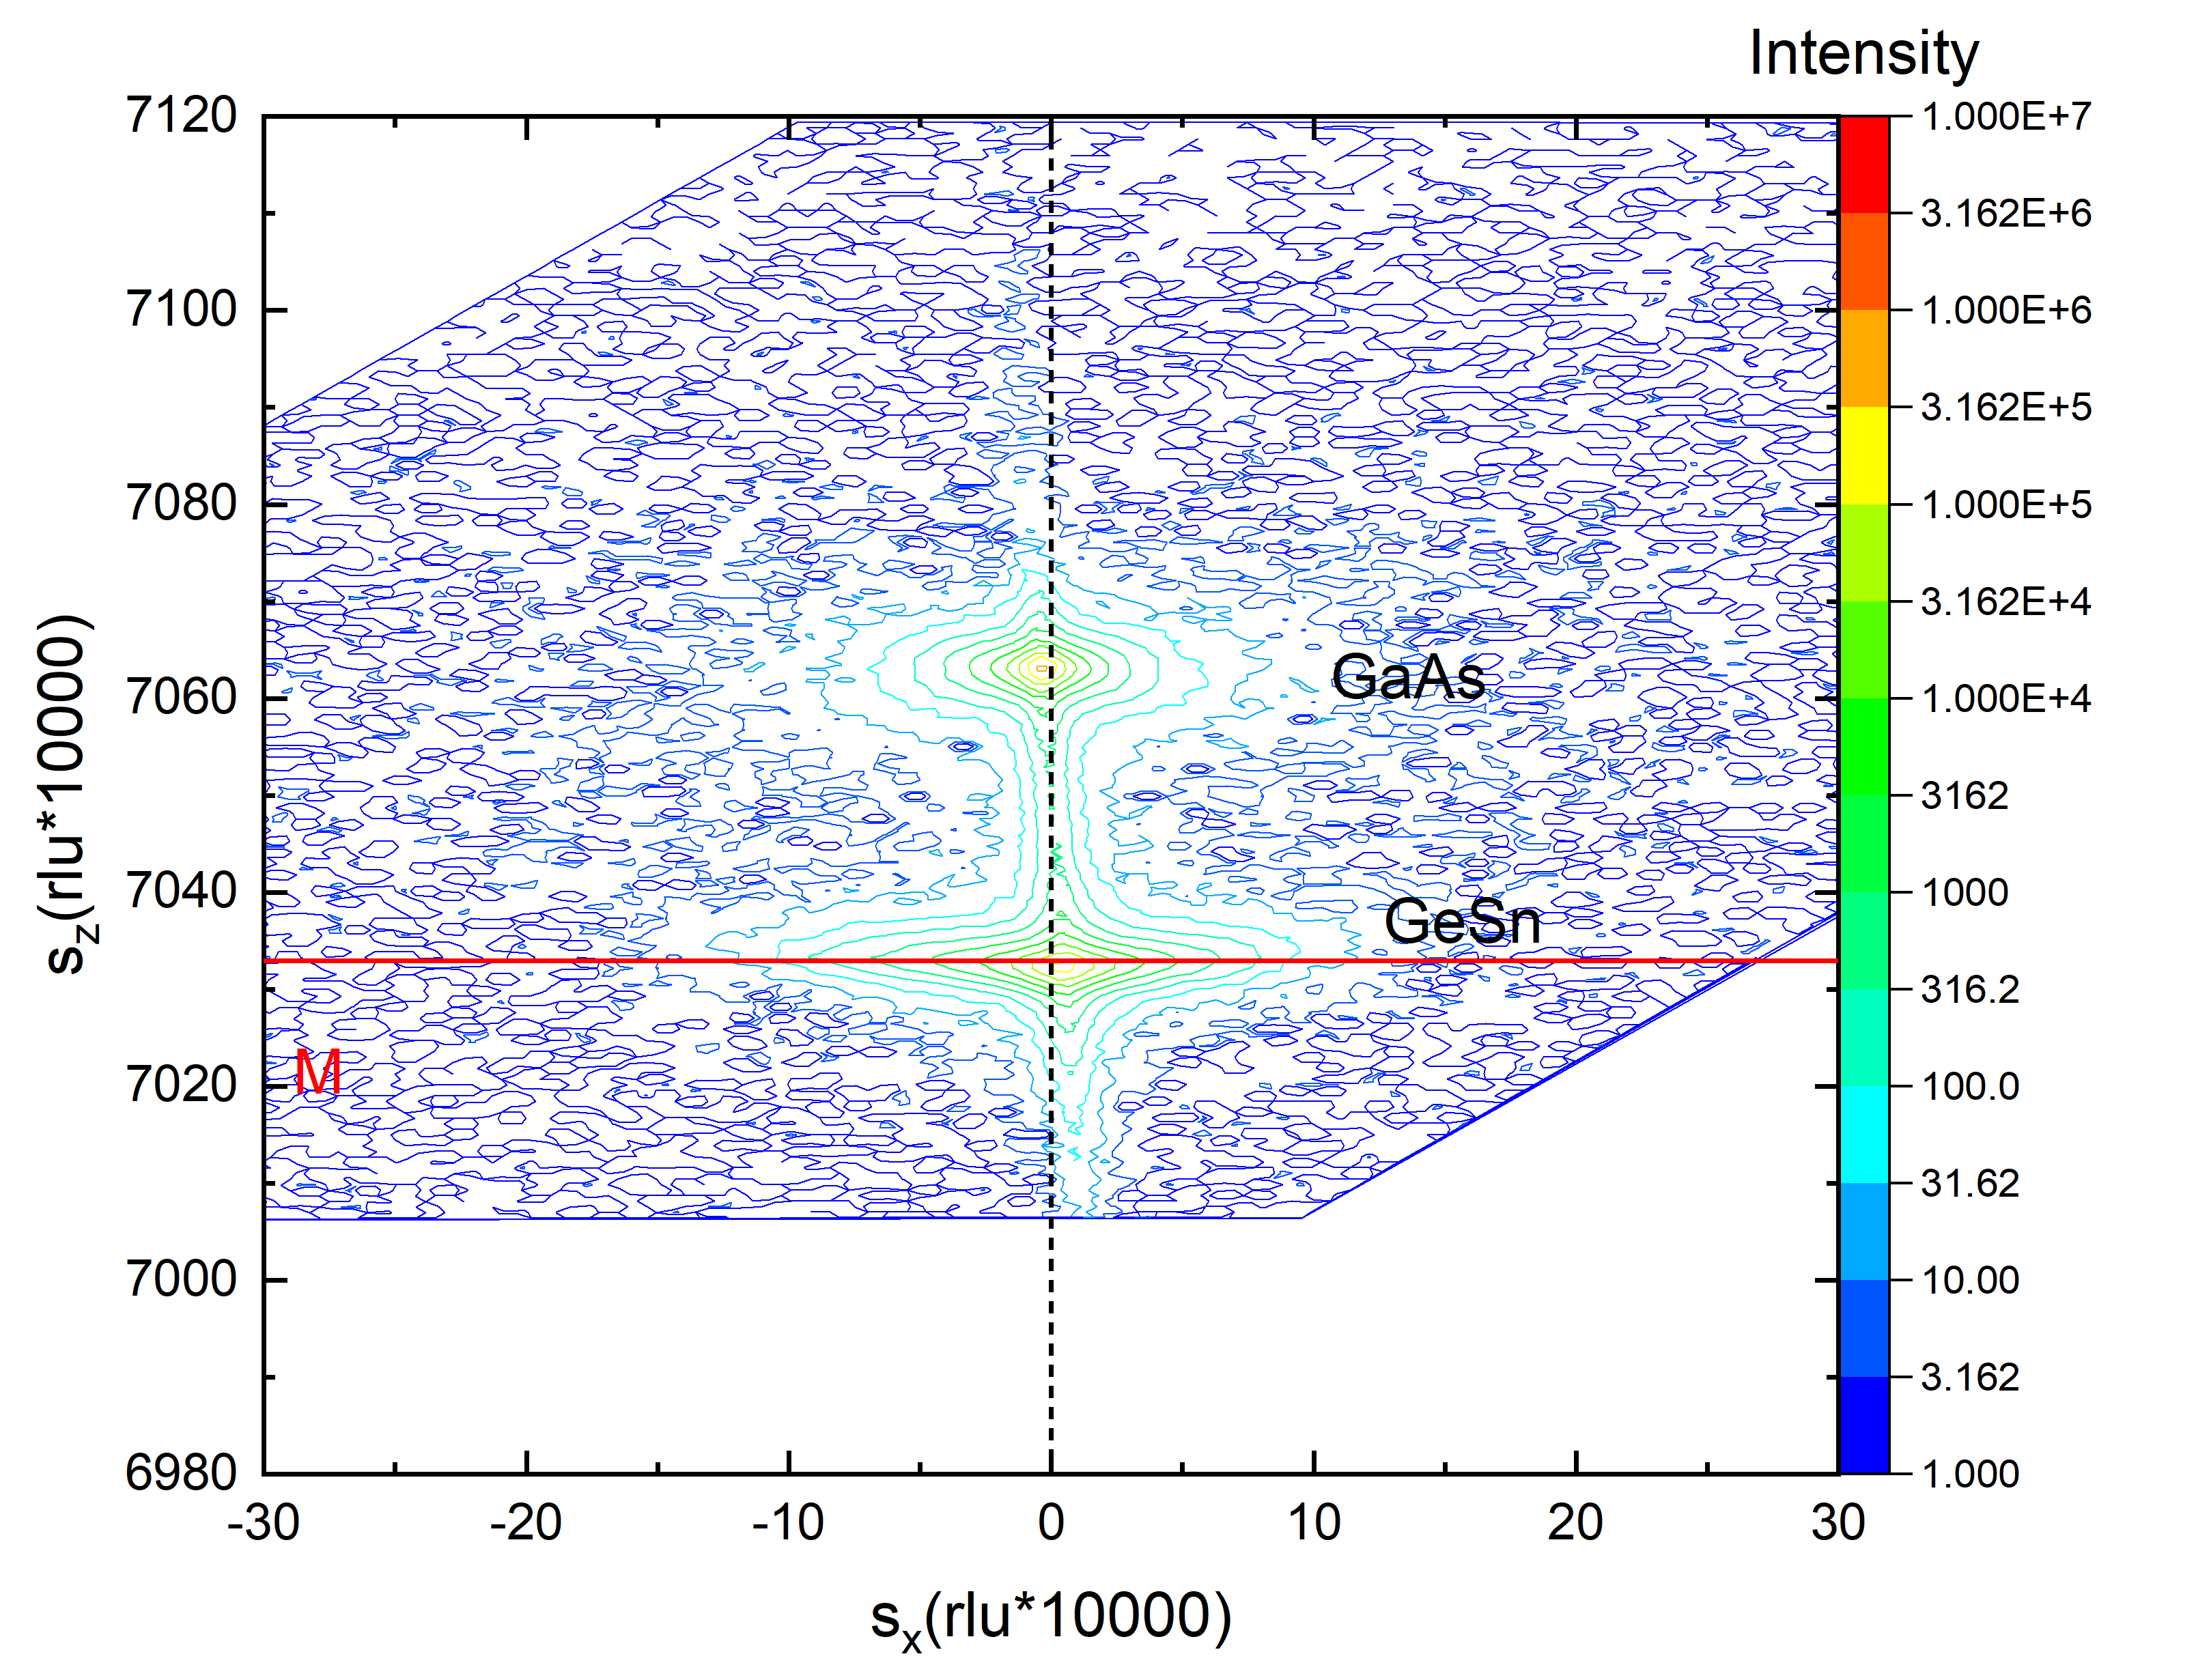 Intensity
7120
7100
7080
7060
7040
7020
7000
6980
s_z(rlu*10000)
GaAs
GeSn
M
-30 -20 -10 0 10 20 30
s_x(rlu*10000)
1.000E+7
3.162E+6
1.000E+6
3.162E+5
1.000E+5
3.162E+4
1.000E+4
3162
1000
316.2
100.0
31.62
10.00
3.162
1.000